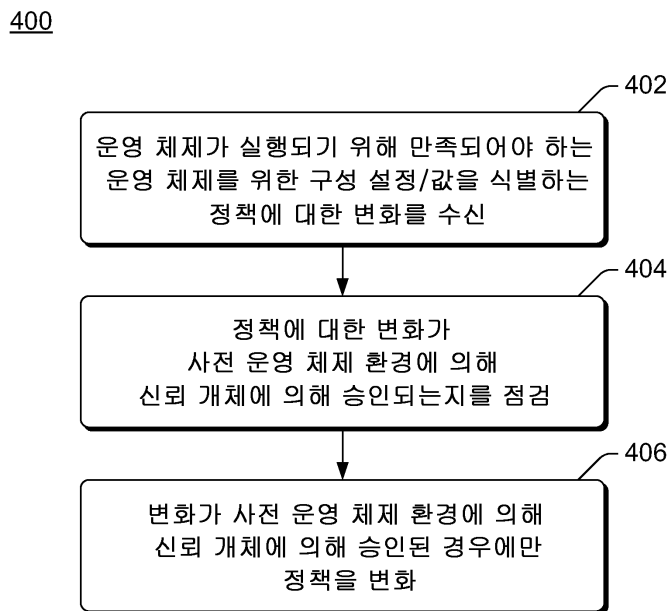 400
402
운영 체제가 실행되기 위해 만족되어야 하는
운영 체제를 위한 구성 설정/값을 식별하는
정책에 대한 변화를 수신
404
정책에 대한 변화가
사전 운영 체제 환경에 의해
신뢰 개체에 의해 승인되는지를 점검
406
변화가 사전 운영 체제 환경에 의해
신뢰 개체에 의해 승인된 경우에만
정책을 변화